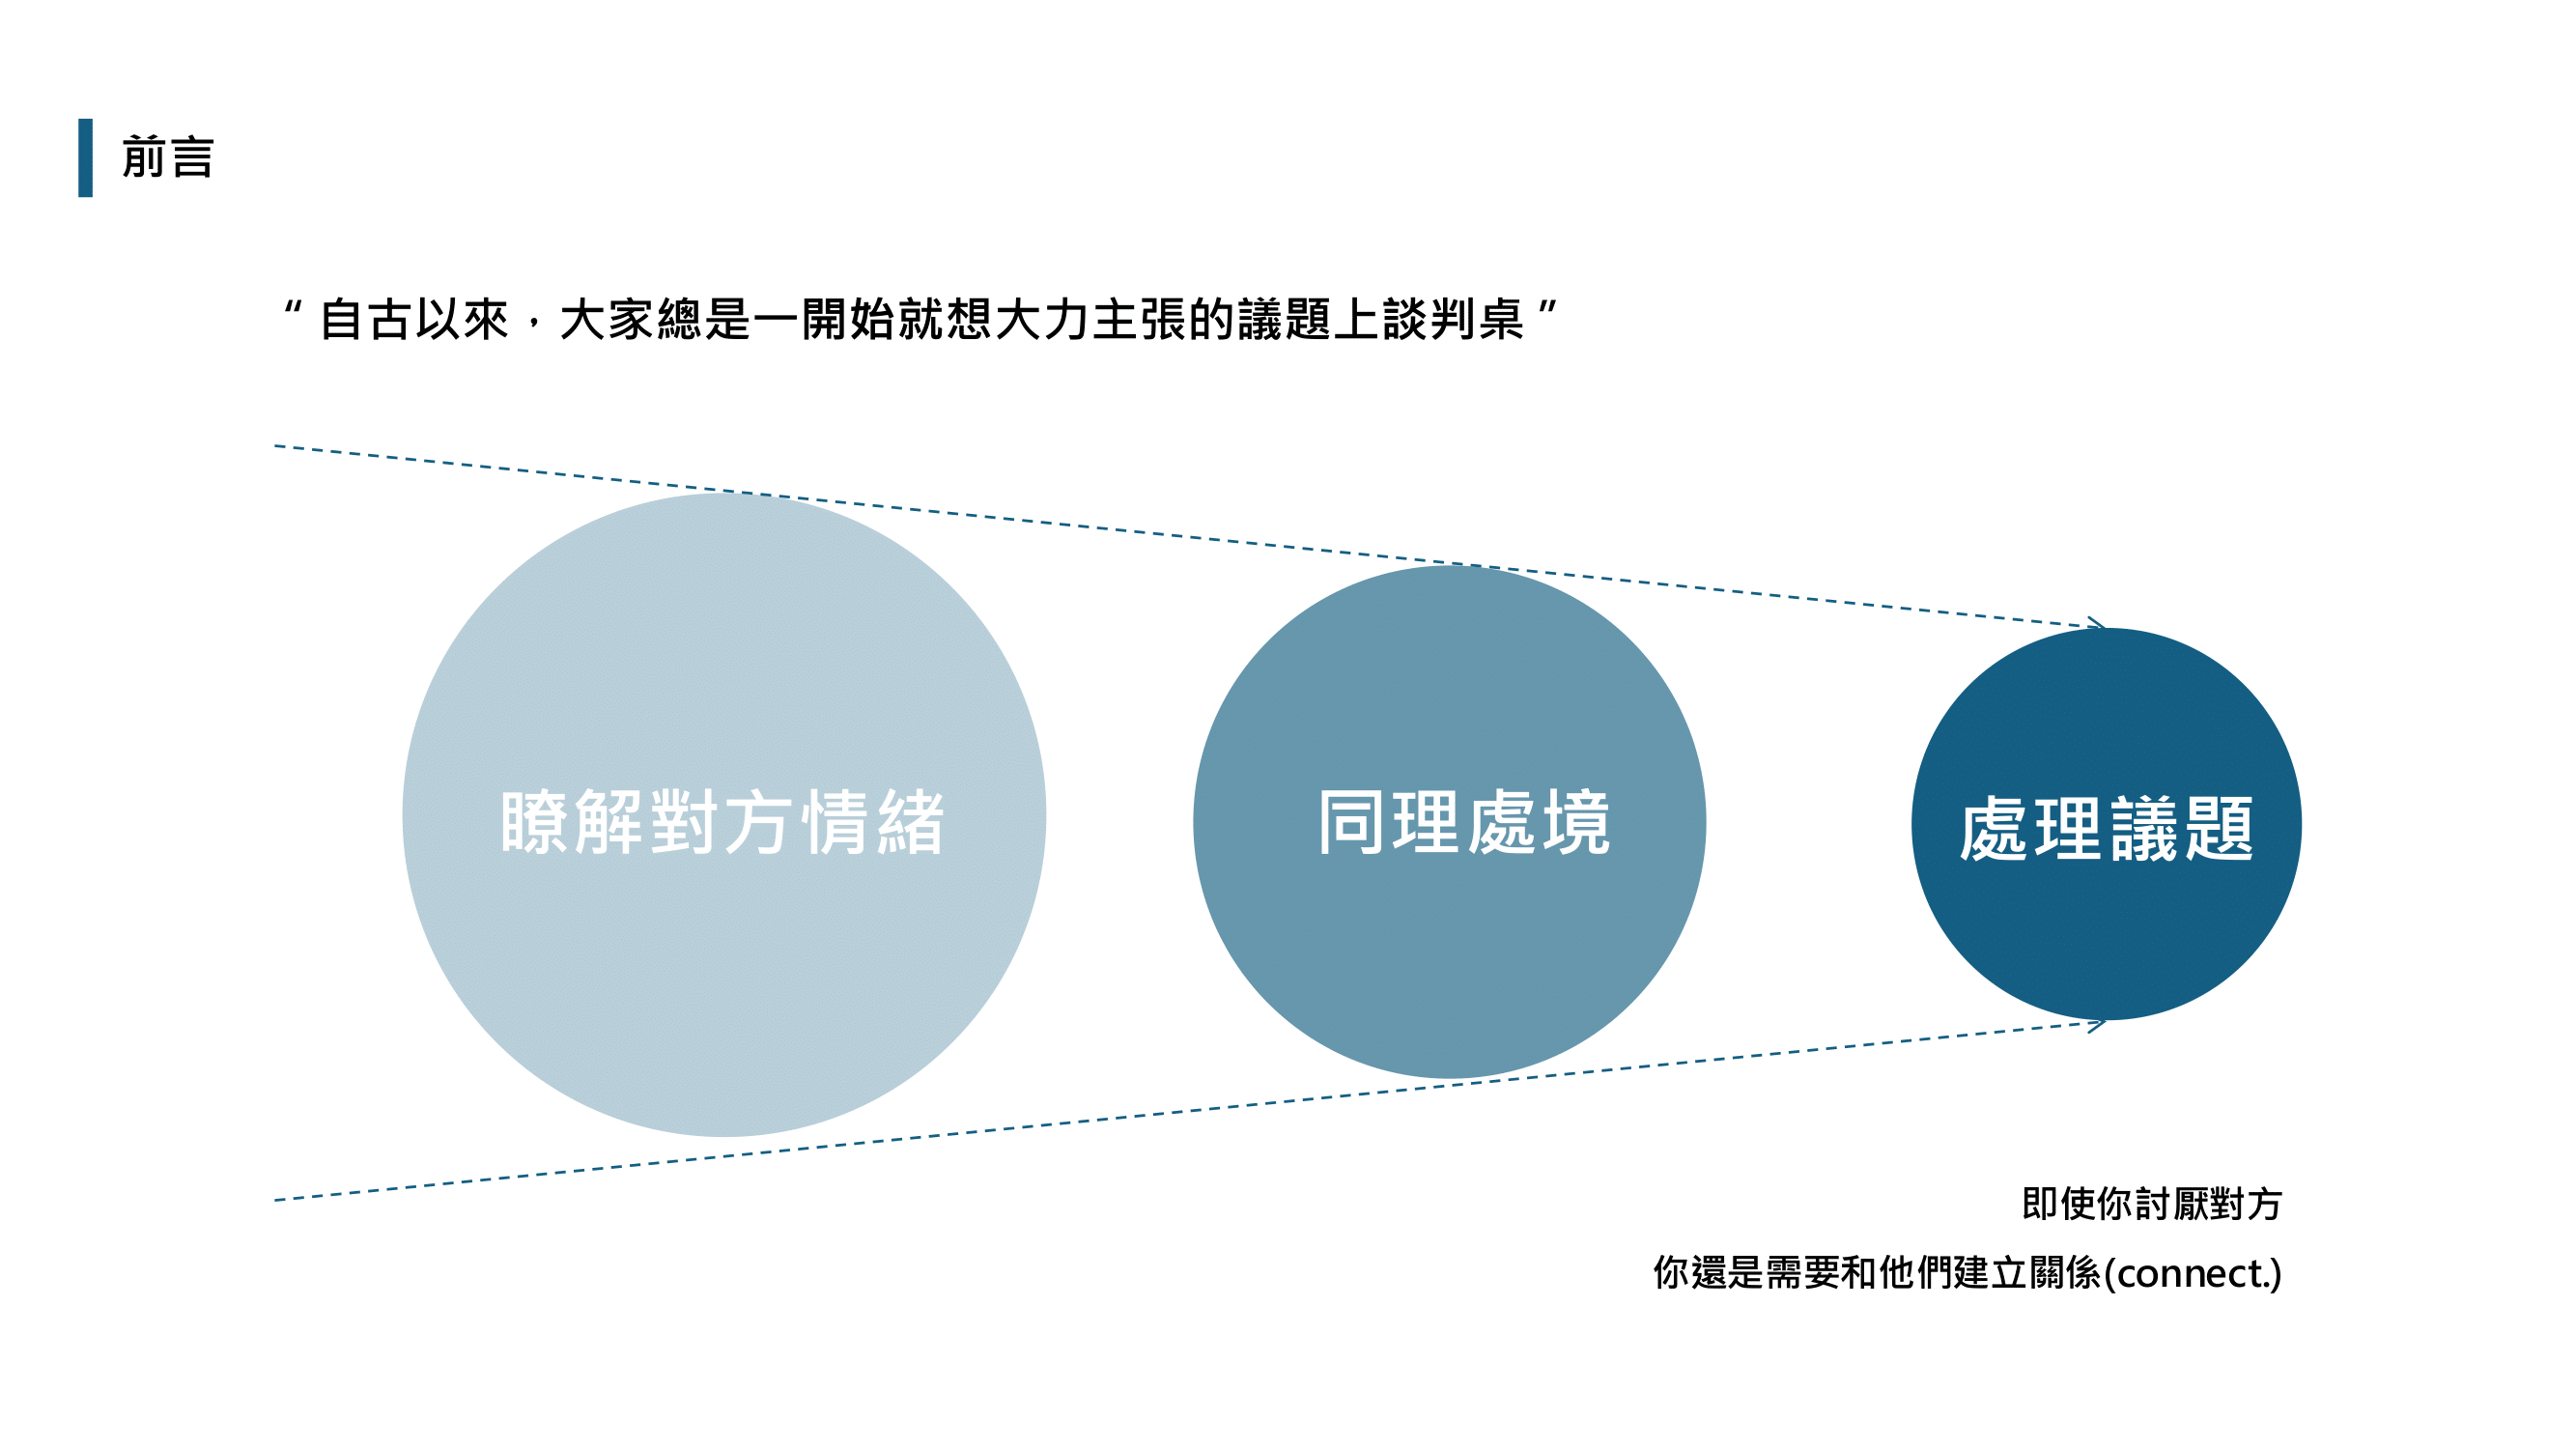 前言
“ 自古以來，大家總是一開始就想大力主張的議題上談判桌 ”
瞭解對方情緒
同理處境
處理議題
即使你討厭對方
你還是需要和他們建立關係(connect.)